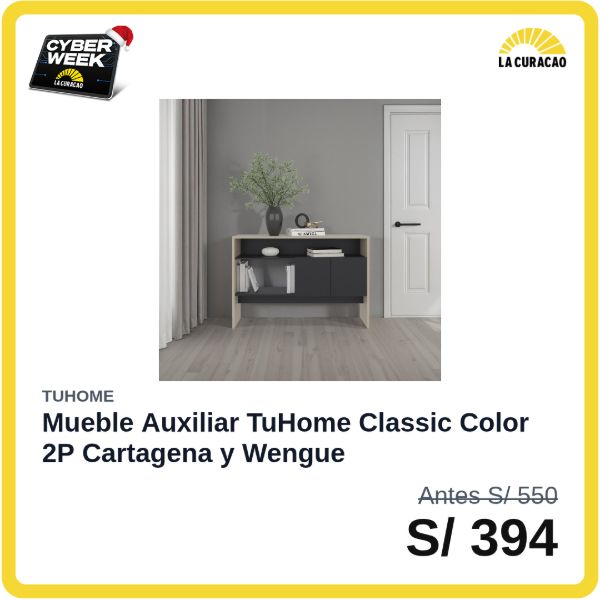 CYBER
WEEK
LA CURACAO
LA CURACAO
TUHOME
Mueble Auxiliar TuHome Classic Color
2P Cartagena y Wengue
Antes S/ 550
S/ 394